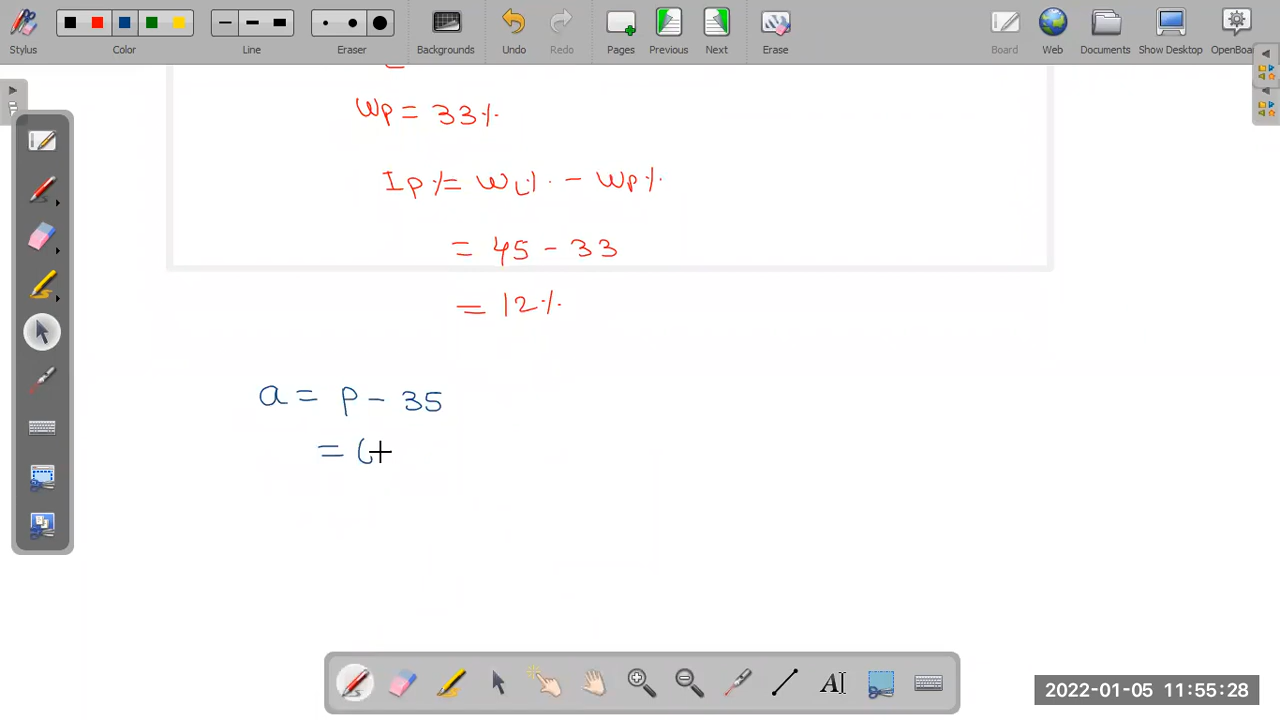 Stylus
Color
Line
Eraser
Backgrounds
Undo
Redo
Pages
Previous
Next
Erase
Board
Web
Documents
Show Desktop
OpenBoa
wp = 33%
Ip% = wL% - wp%
= 45 - 33
= 12%
a = p - 35
= (
2022-01-05 11:55:28